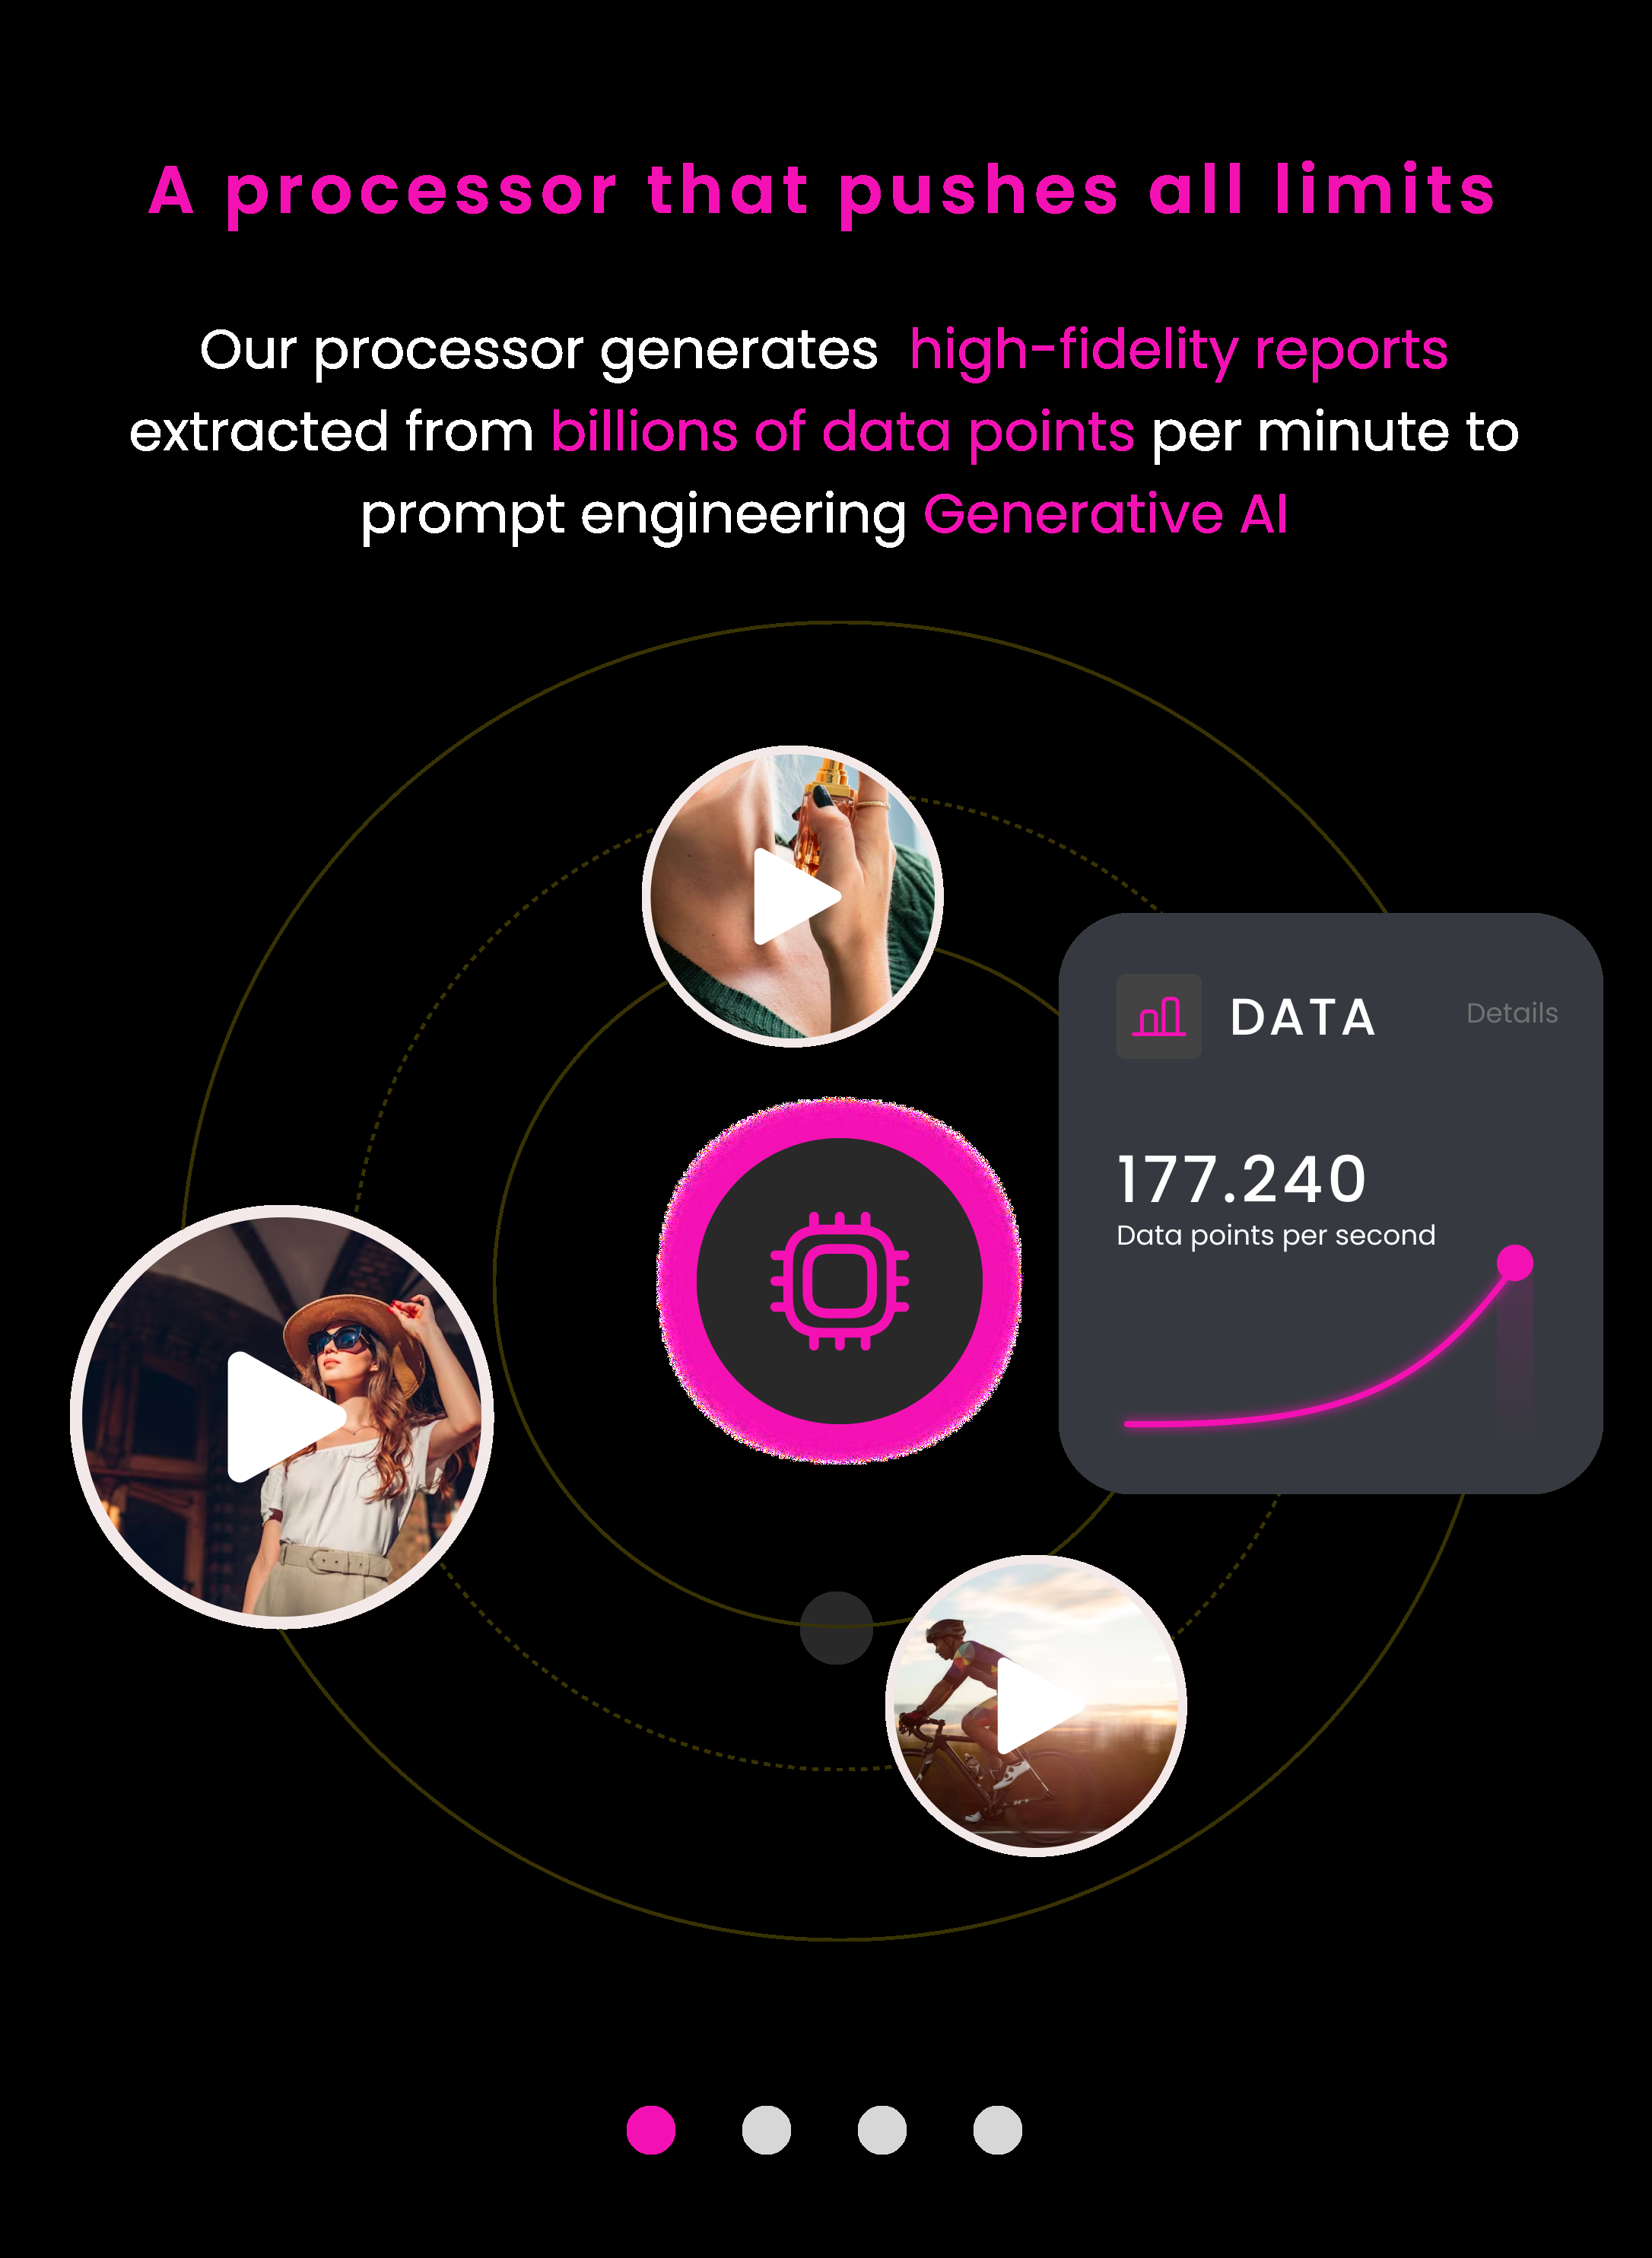 A processor that pushes all limits
Our processor generates high-fidelity reports
extracted from billions of data points per minute to
prompt engineering Generative AI
DATA
Details
177.240
Data points per second